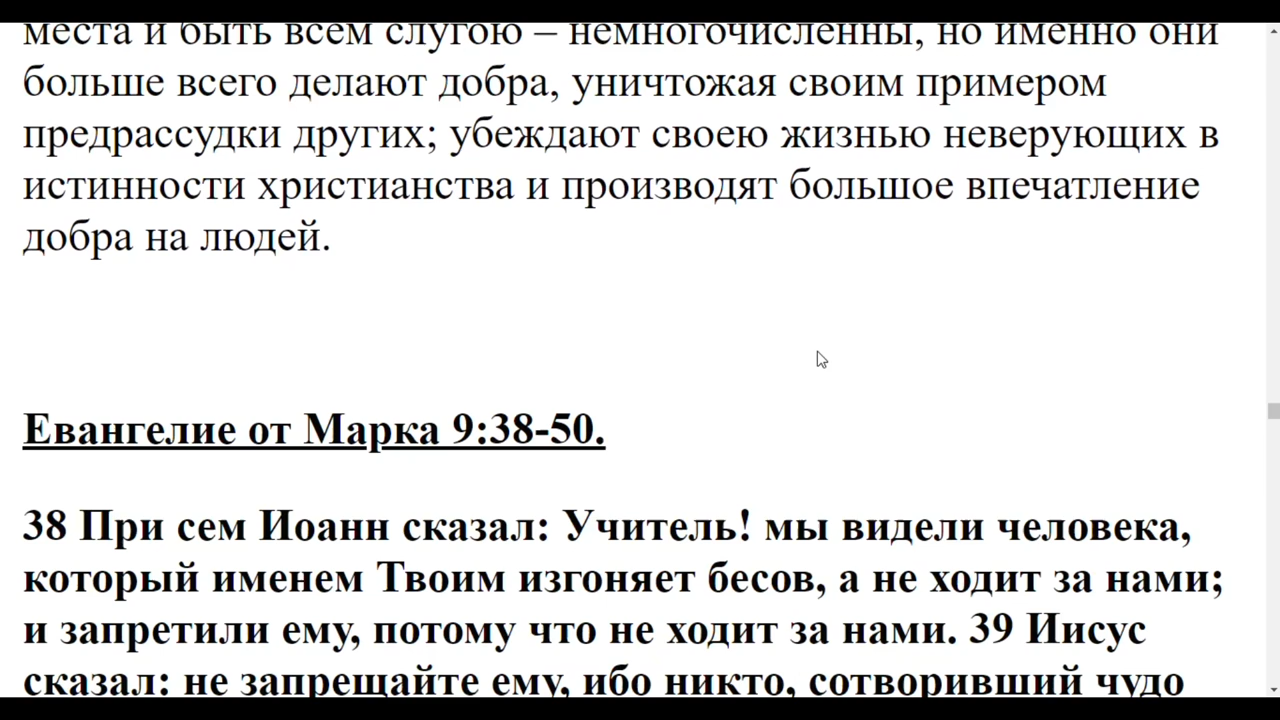 места и быть всем слугою – немногочисленны, но именно они
больше всего делают добра, уничтожая своим примером
предрассудки других; убеждают своею жизнью неверующих в
истинности христианства и производят большое впечатление
добра на людей.
Евангелие от Марка 9:38-50.
38 При сем Иоанн сказал: Учитель! мы видели человека,
который именем Твоим изгоняет бесов, а не ходит за нами;
и запретили ему, потому что не ходит за нами. 39 Иисус
сказал: не запрещайте ему, ибо никто, сотворивший чудо